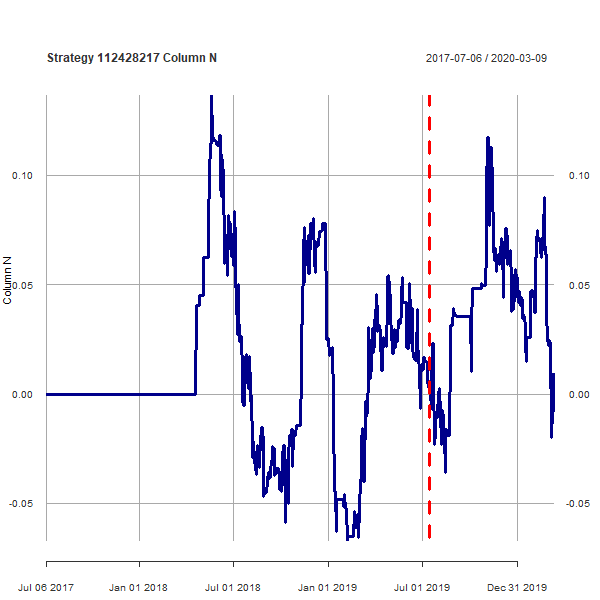 Strategy 112428217 Column N
2017-07-06 / 2020-03-09
0.10
0.10
0.05
0.05
Column N
0.00
0.00
-0.05
-0.05
Jul 06 2017
Jan 01 2018
Jul 01 2018
Jan 01 2019
Jul 01 2019
Dec 31 2019